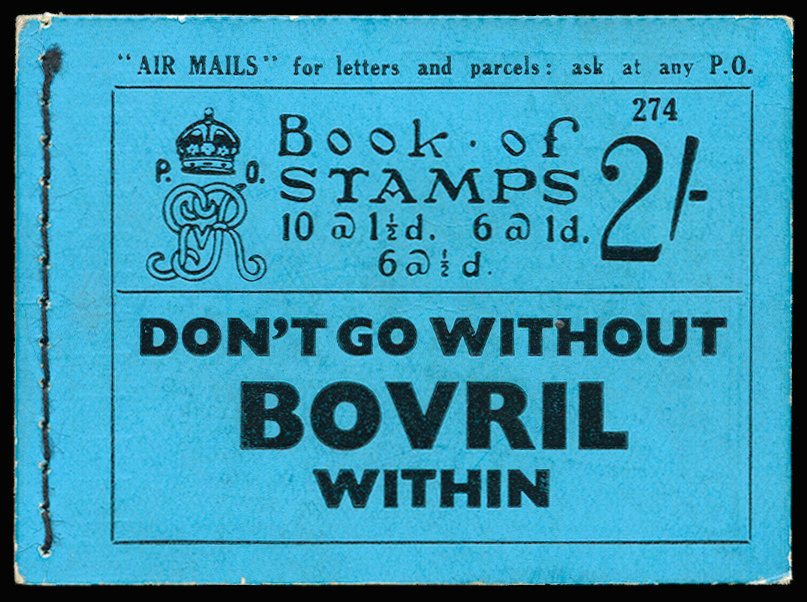 "AIR MAILS" for letters and parcels: ask at any P.O.
274
P. O.
Book · of
STAMPS
2/-
10 @ 1½d. 6 @ 1d.
6 @ ½ d.
DON'T GO WITHOUT
BOVRIL
WITHIN